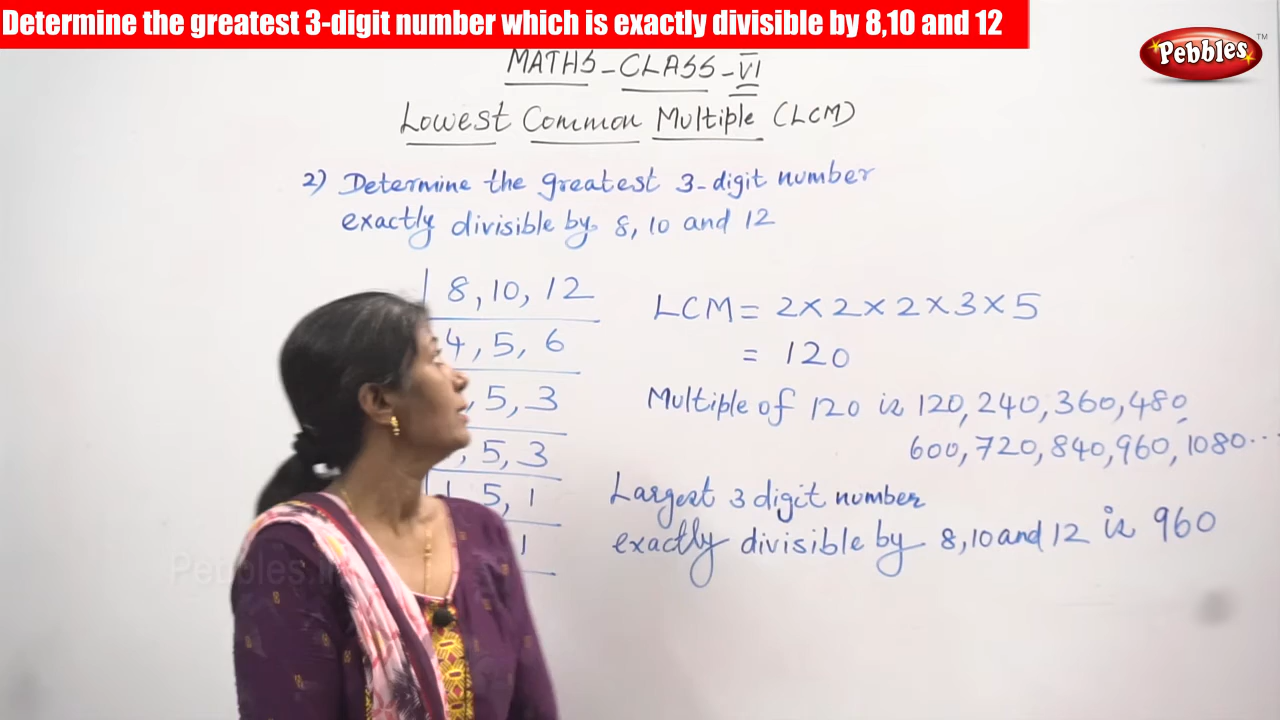 Determine the greatest 3-digit number which is exactly divisible by 8,10 and 12
Pebbles TM
MATHS - CLASS - VI
Lowest Common Multiple (LCM)
2) Determine the greatest 3-digit number
exactly divisible by 8, 10 and 12
8, 10, 12
4, 5, 6
, 5, 3
, 5, 3
1, 5, 1
1
LCM = 2×2×2×3×5
= 120
Multiple of 120 is 120, 240, 360, 480,
600, 720, 840, 960, 1080...
Largest 3 digit number
exactly divisible by 8,10 and 12 is 960